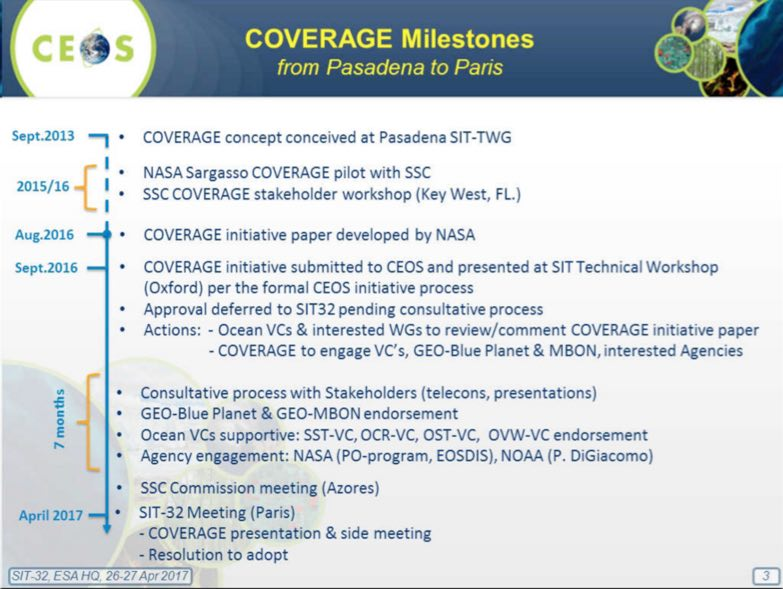 CEOS
COVERAGE Milestones
from Pasadena to Paris
Sept.2013
• COVERAGE concept conceived at Pasadena SIT-TWG
2015/16
• NASA Sargasso COVERAGE pilot with SSC
• SSC COVERAGE stakeholder workshop (Key West, FL.)
Aug.2016
• COVERAGE initiative paper developed by NASA
Sept.2016
• COVERAGE initiative submitted to CEOS and presented at SIT Technical Workshop
(Oxford) per the formal CEOS initiative process
• Approval deferred to SIT32 pending consultative process
• Actions: - Ocean VCs & interested WGs to review/comment COVERAGE initiative paper
- COVERAGE to engage VC's, GEO-Blue Planet & MBON, interested Agencies
7 months
• Consultative process with Stakeholders (telecons, presentations)
• GEO-Blue Planet & GEO-MBON endorsement
• Ocean VCs supportive: SST-VC, OCR-VC, OST-VC, OVW-VC endorsement
• Agency engagement: NASA (PO-program, EOSDIS), NOAA (P. DiGiacomo)
• SSC Commission meeting (Azores)
April 2017
• SIT-32 Meeting (Paris)
- COVERAGE presentation & side meeting
- Resolution to adopt
SIT-32, ESA HQ, 26-27 Apr 2017
3